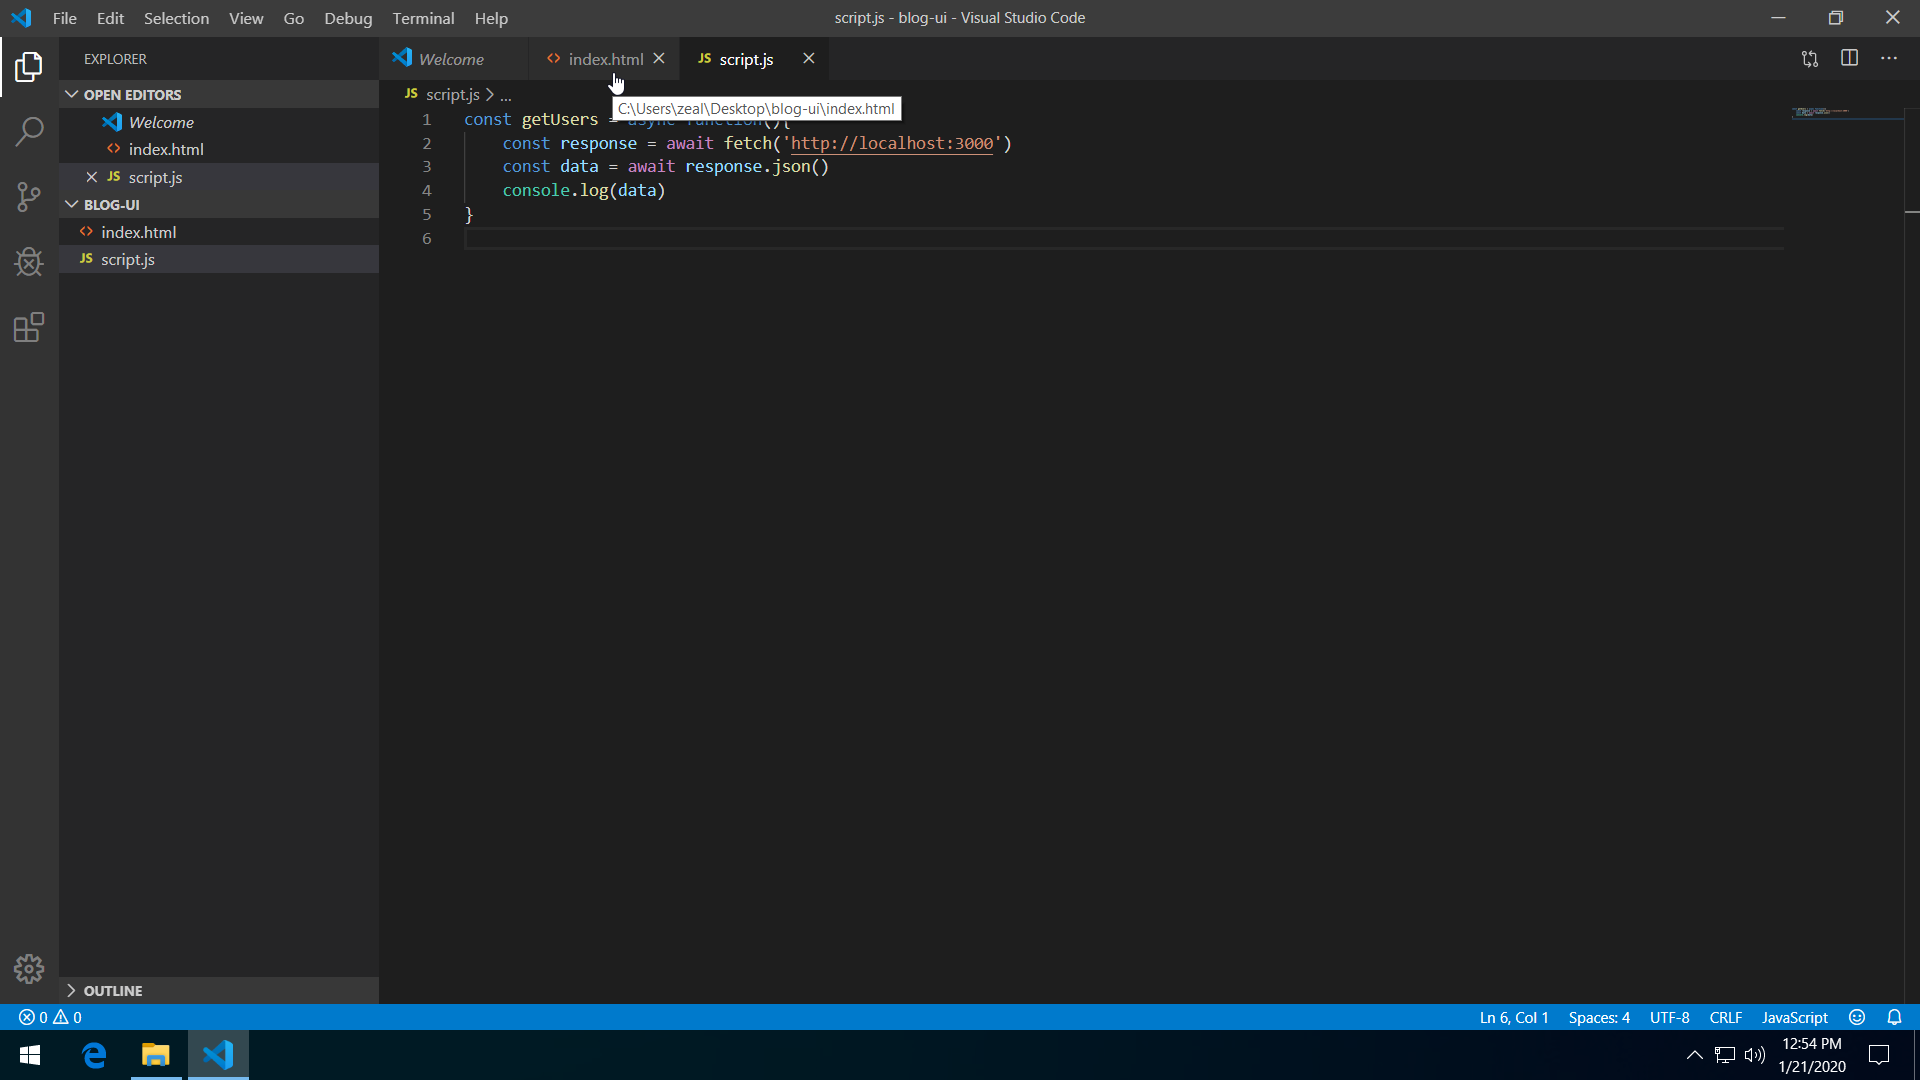 File Edit Selection View Go Debug Terminal Help
script.js - blog-ui - Visual Studio Code
EXPLORER
OPEN EDITORS
Welcome
index.html
JS script.js
BLOG-UI
index.html
JS script.js
OUTLINE
Welcome
index.html
JS script.js
JS script.js > ...
C:\Users\zeal\Desktop\blog-ui\index.html
1 const getUsers = async function(){
2 const response = await fetch('http://localhost:3000')
3 const data = await response.json()
4 console.log(data)
5 }
6
0 0
Ln 6, Col 1 Spaces: 4 UTF-8 CRLF JavaScript
12:54 PM
1/21/2020